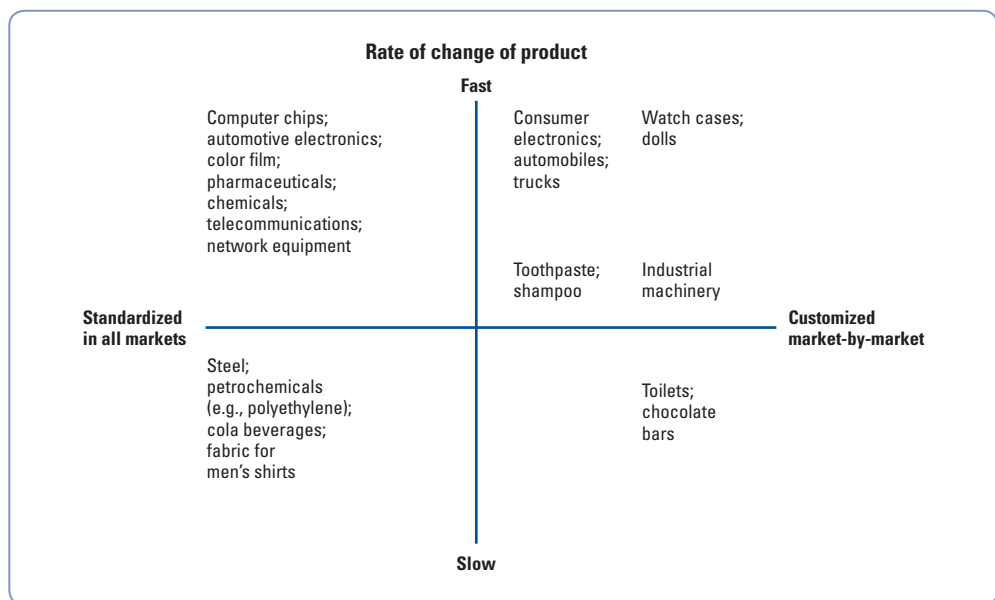 Rate of change of product
Fast
Computer chips;
automotive electronics;
color film;
pharmaceuticals;
chemicals;
telecommunications;
network equipment
Consumer
electronics;
automobiles;
trucks
Watch cases;
dolls
Toothpaste;
shampoo
Industrial
machinery
Standardized
in all markets
Customized
market-by-market
Steel;
petrochemicals
(e.g., polyethylene);
cola beverages;
fabric for
men's shirts
Toilets;
chocolate
bars
Slow